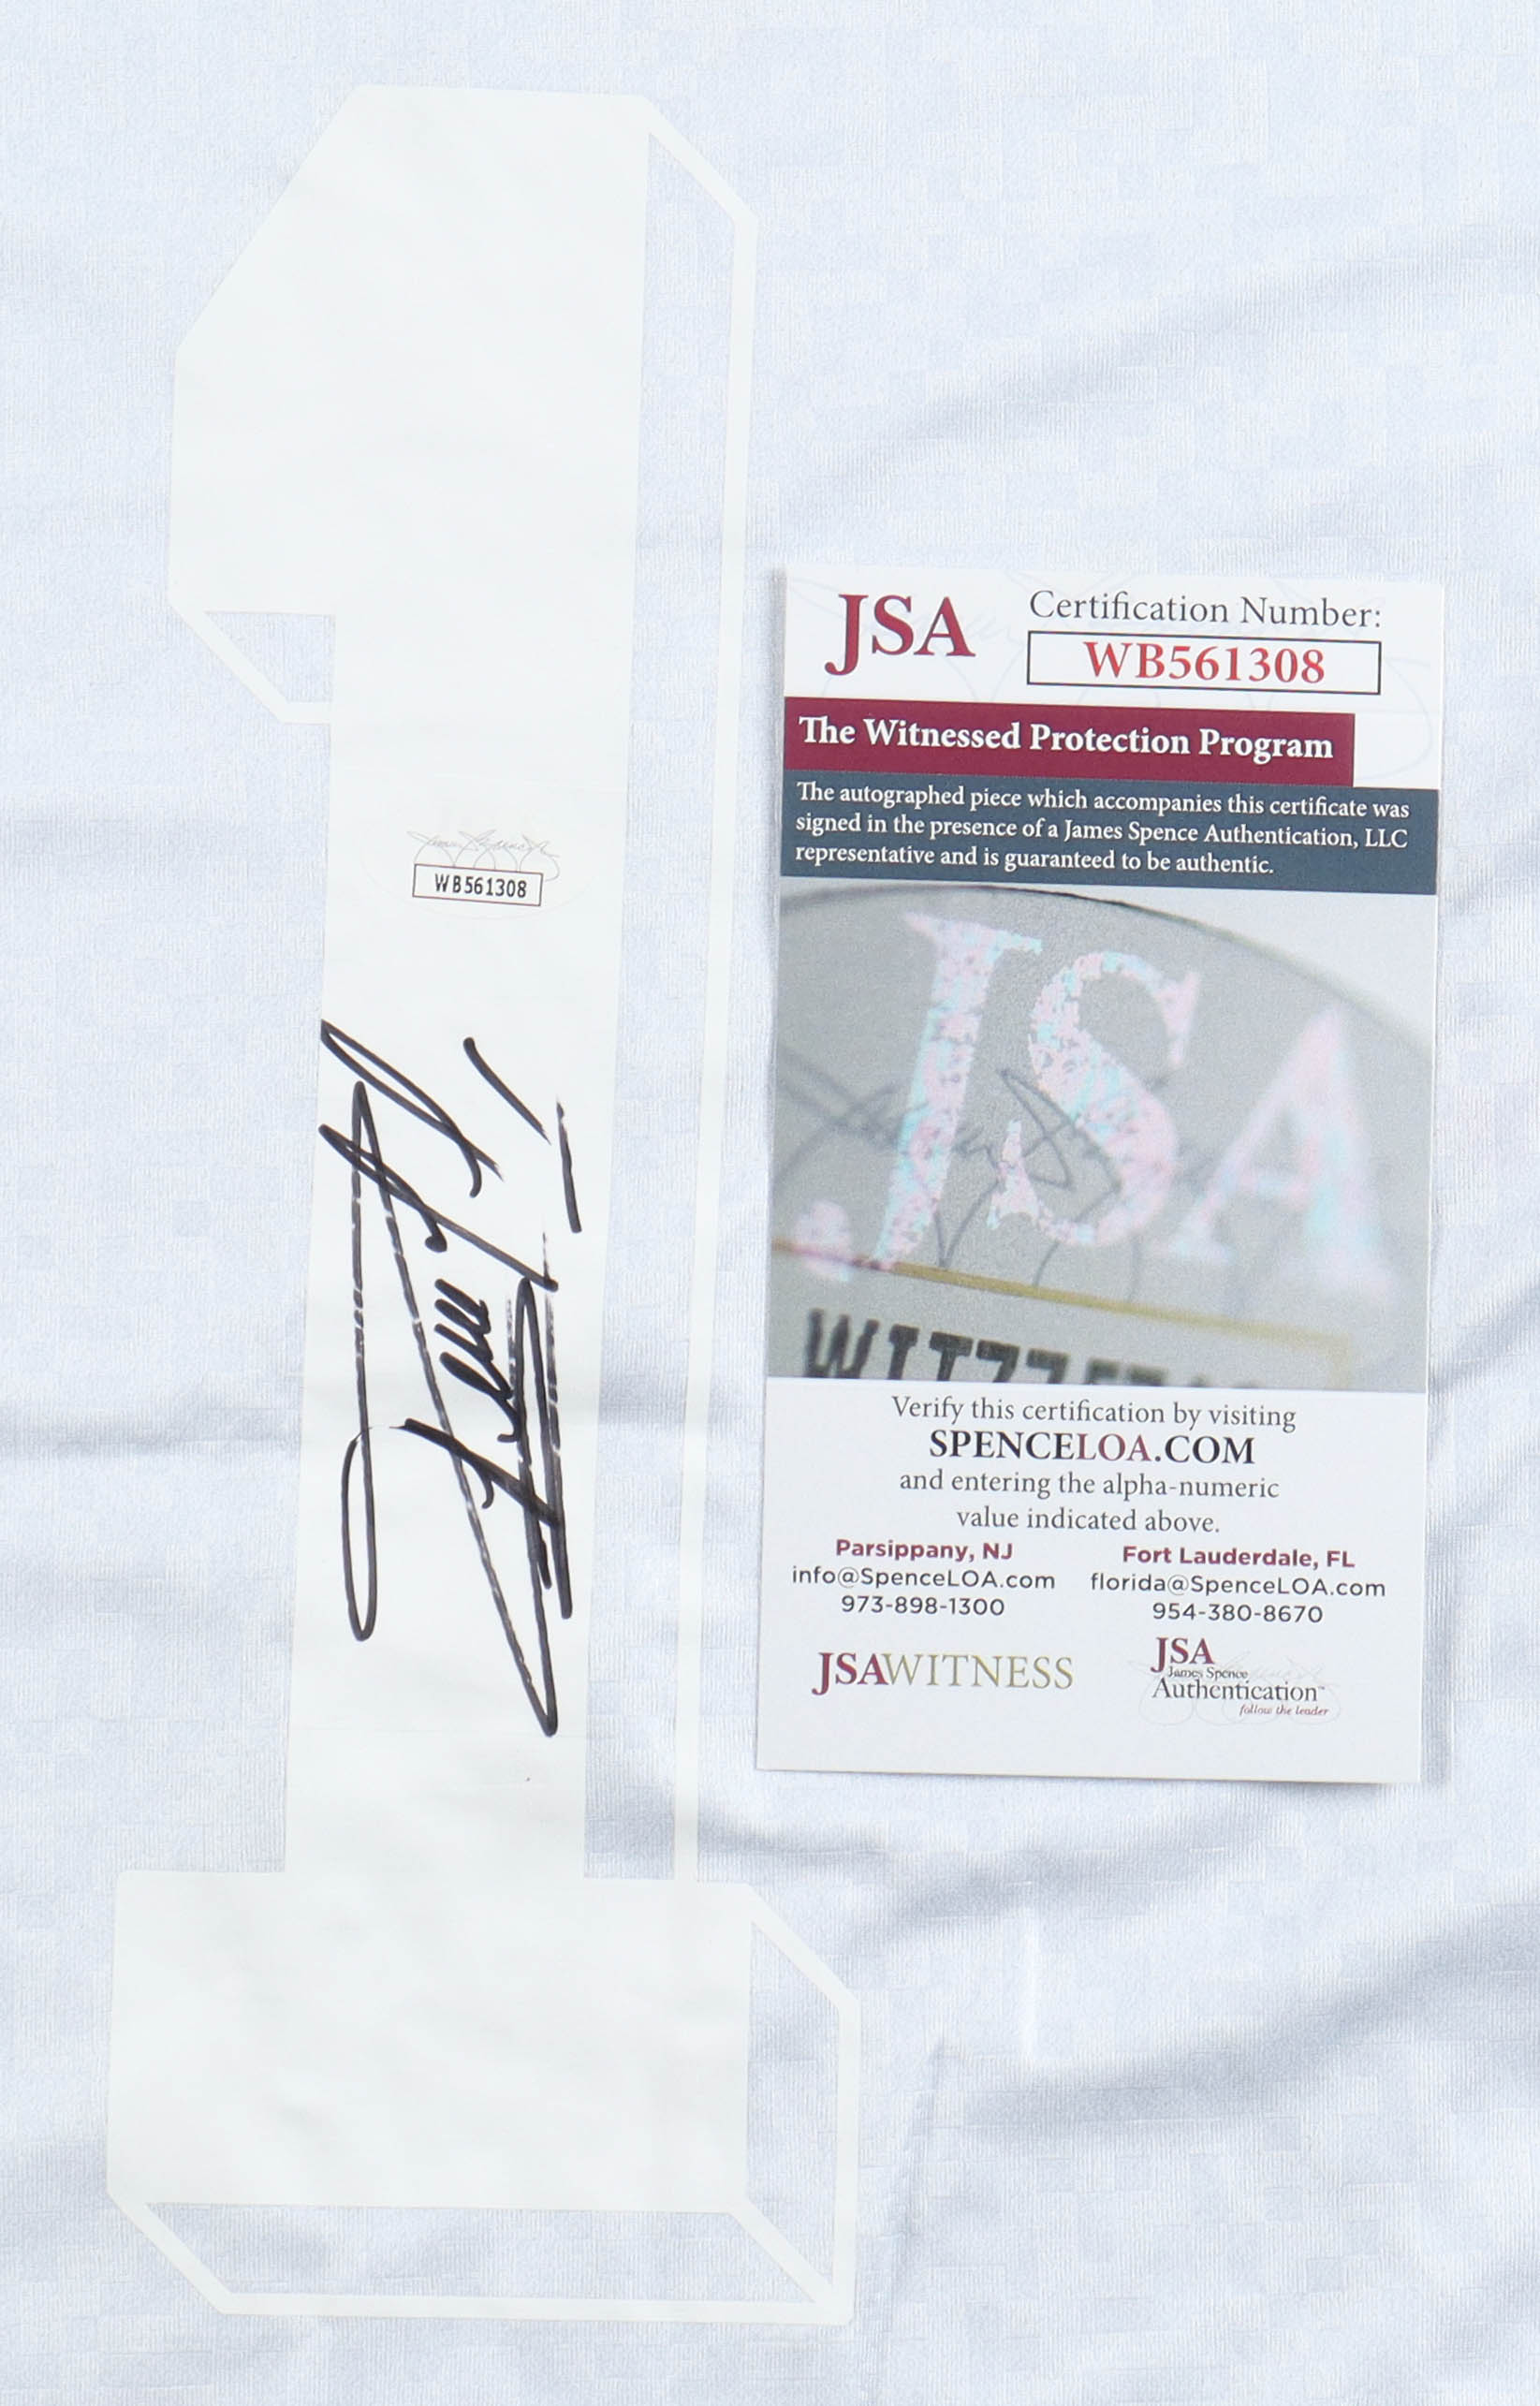 1
WB561308
JSA
Certification Number:
WB561308
The Witnessed Protection Program
The autographed piece which accompanies this certificate was
signed in the presence of a James Spence Authentication, LLC
representative and is guaranteed to be authentic.
JSA
Verify this certification by visiting
SPENCELOA.COM
and entering the alpha-numeric
value indicated above.
Parsippany, NJ
info@SpenceLOA.com
973-898-1300
Fort Lauderdale, FL
florida@SpenceLOA.com
954-380-8670
JSAWITNESS
JSA
James Spence
Authentication™
follow the leader